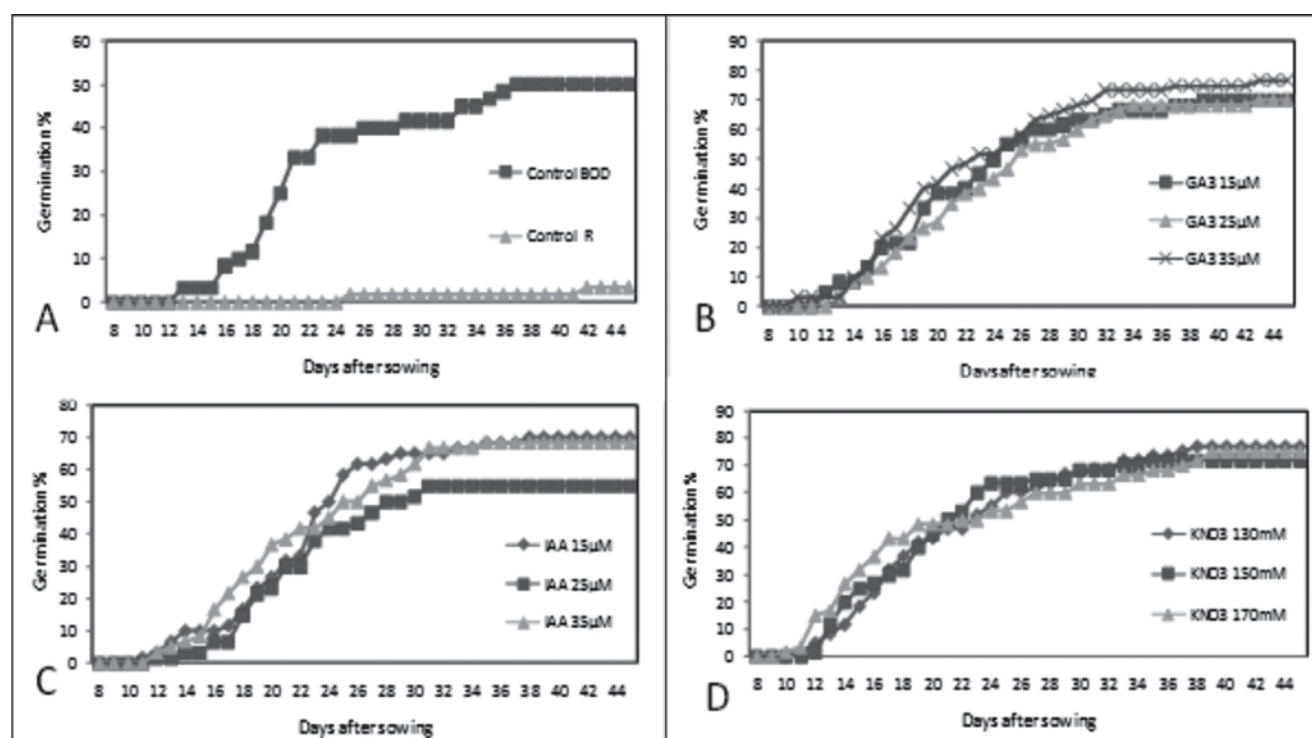 60
50
40
30
20
10
0
Germination %
Control BOD
Control R
8 10 12 14 16 18 20 22 24 26 28 30 32 34 36 38 40 42 44
Days after sowing
A
90
80
70
60
50
40
30
20
10
0
Germination %
GA3 15µM
GA3 25µM
GA3 35µM
8 10 12 14 16 18 20 22 24 26 28 30 32 34 36 38 40 42 44
Days after sowing
B
80
70
60
50
40
30
20
10
0
Germination %
IAA 15µM
IAA 25µM
IAA 35µM
8 10 12 14 16 18 20 22 24 26 28 30 32 34 36 38 40 42 44
Days after sowing
C
90
80
70
60
50
40
30
20
10
0
Germination %
KNO3 130mM
KNO3 150mM
KNO3 170mM
8 10 12 14 16 18 20 22 24 26 28 30 32 34 36 38 40 42 44
Days after sowing
D